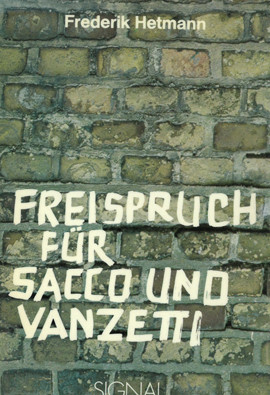 Frederik Hetmann
FREISPRUCH
FÜR
SACCO UND
VANZETTI
SIGNAL